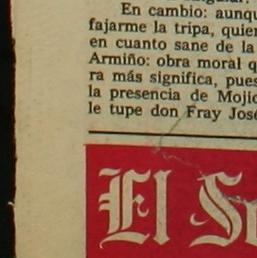 En cambio: aunqu
fajarme la tripa, quier
en cuanto sane de la
Armiño: obra moral q
ra más significa, pues
la presencia de Mojic
le tupe don Fray José
El S